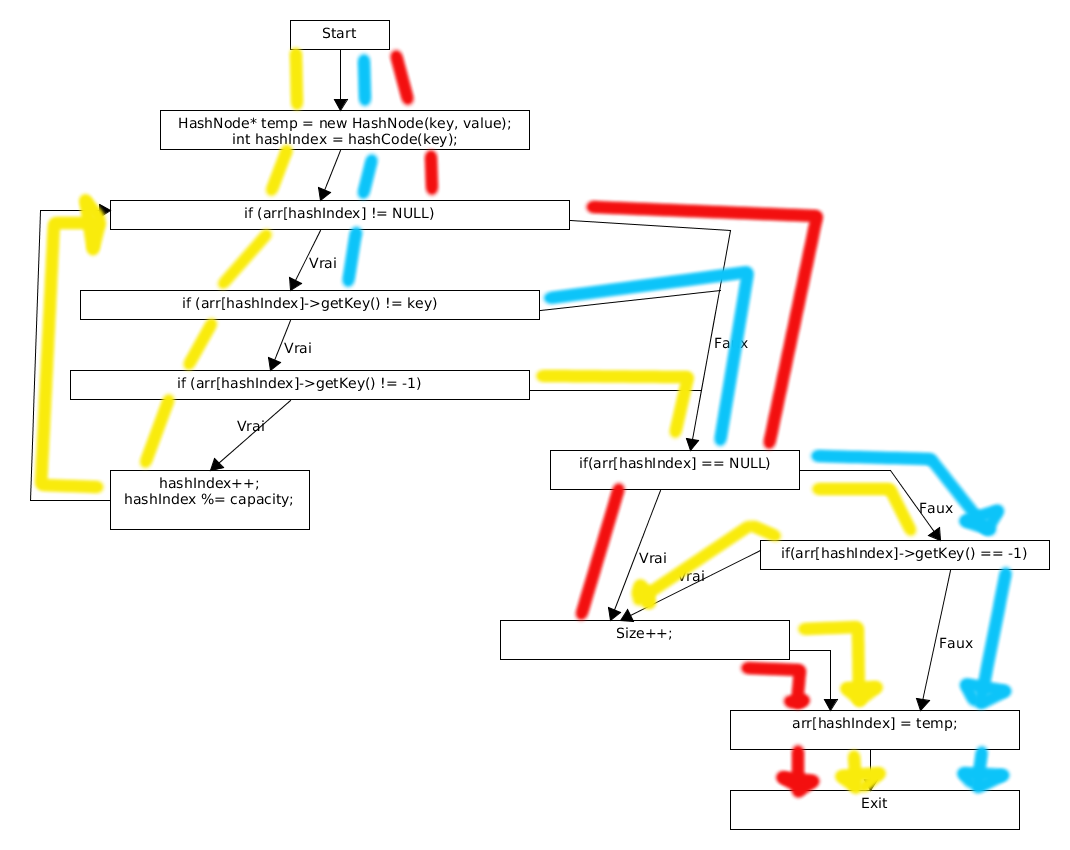 Start
HashNode* temp = new HashNode(key, value);
int hashIndex = hashCode(key);
if (arr[hashIndex] != NULL)
Vrai
if (arr[hashIndex]->getKey() != key)
Vrai
Faux
if (arr[hashIndex]->getKey() != -1)
Vrai
if(arr[hashIndex] == NULL)
hashIndex++;
hashIndex %= capacity;
Faux
if(arr[hashIndex]->getKey() == -1)
Vrai
Vrai
Size++;
Faux
arr[hashIndex] = temp;
Exit